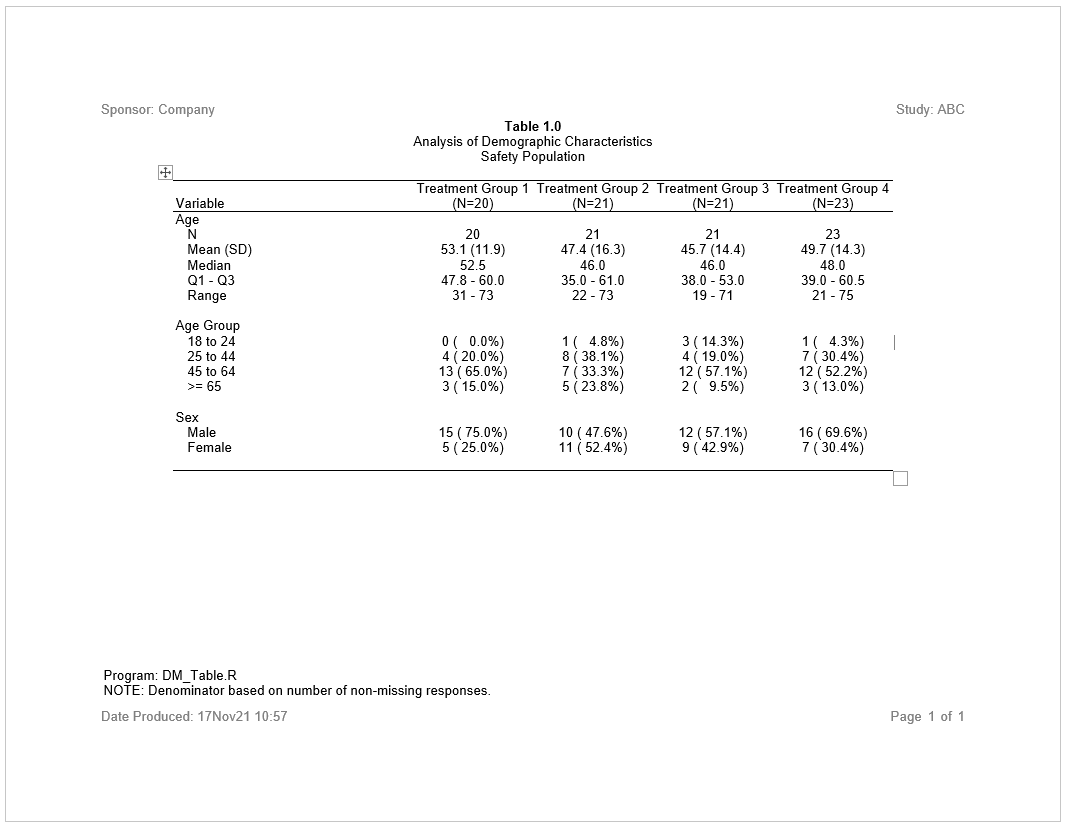 Sponsor: Company Study: ABC
Table 1.0
Analysis of Demographic Characteristics
Safety Population
Treatment Group 1 Treatment Group 2 Treatment Group 3 Treatment Group 4
Variable (N=20) (N=21) (N=21) (N=23)
Age
N 20 21 21 23
Mean (SD) 53.1 (11.9) 47.4 (16.3) 45.7 (14.4) 49.7 (14.3)
Median 52.5 46.0 46.0 48.0
Q1 - Q3 47.8 - 60.0 35.0 - 61.0 38.0 - 53.0 39.0 - 60.5
Range 31 - 73 22 - 73 19 - 71 21 - 75
Age Group
18 to 24 0 (  0.0%) 1 (  4.8%) 3 ( 14.3%) 1 (  4.3%)
25 to 44 4 ( 20.0%) 8 ( 38.1%) 4 ( 19.0%) 7 ( 30.4%)
45 to 64 13 ( 65.0%) 7 ( 33.3%) 12 ( 57.1%) 12 ( 52.2%)
>= 65 3 ( 15.0%) 5 ( 23.8%) 2 (  9.5%) 3 ( 13.0%)
Sex
Male 15 ( 75.0%) 10 ( 47.6%) 12 ( 57.1%) 16 ( 69.6%)
Female 5 ( 25.0%) 11 ( 52.4%) 9 ( 42.9%) 7 ( 30.4%)
Program: DM_Table.R
NOTE: Denominator based on number of non-missing responses.
Date Produced: 17Nov21 10:57 Page 1 of 1